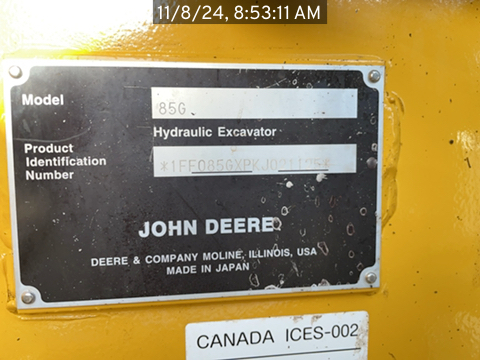 11/8/24, 8:53:11 AM
Model
85G
Hydraulic Excavator
Product
Identification
Number
JOHN DEERE
DEERE & COMPANY MOLINE, ILLINOIS, USA
MADE IN JAPAN
CANADA ICES-002